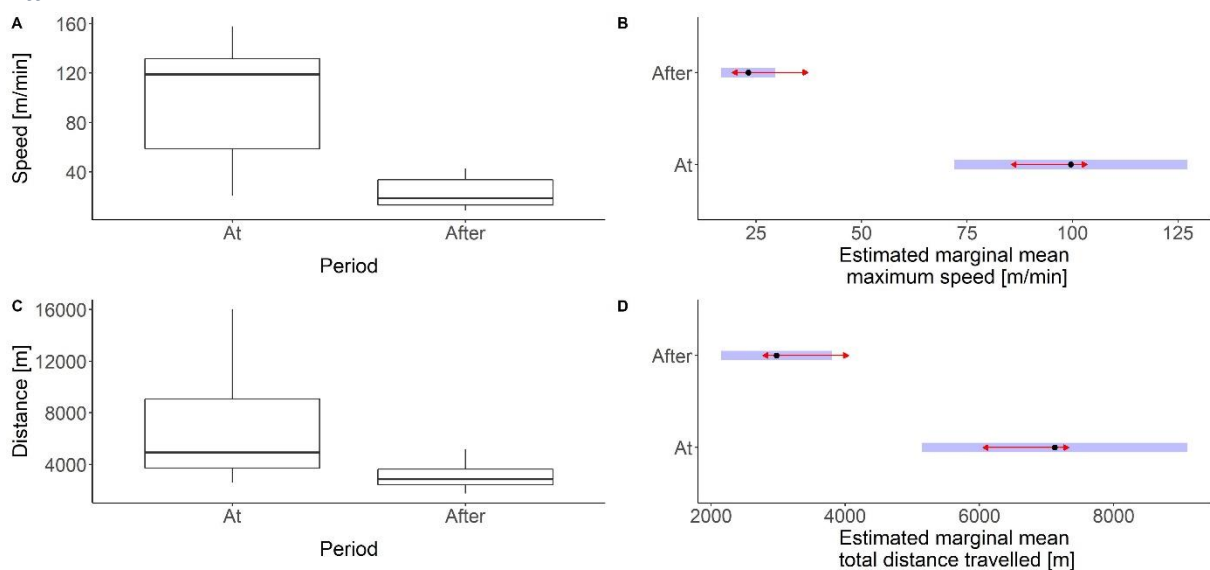 A
160
120
80
40
Speed [m/min]
At
After
Period
B
After
At
25
50
75
100
125
Estimated marginal mean
maximum speed [m/min]
C
16000
12000
8000
4000
Distance [m]
At
After
Period
D
After
At
2000
4000
6000
8000
Estimated marginal mean
total distance travelled [m]